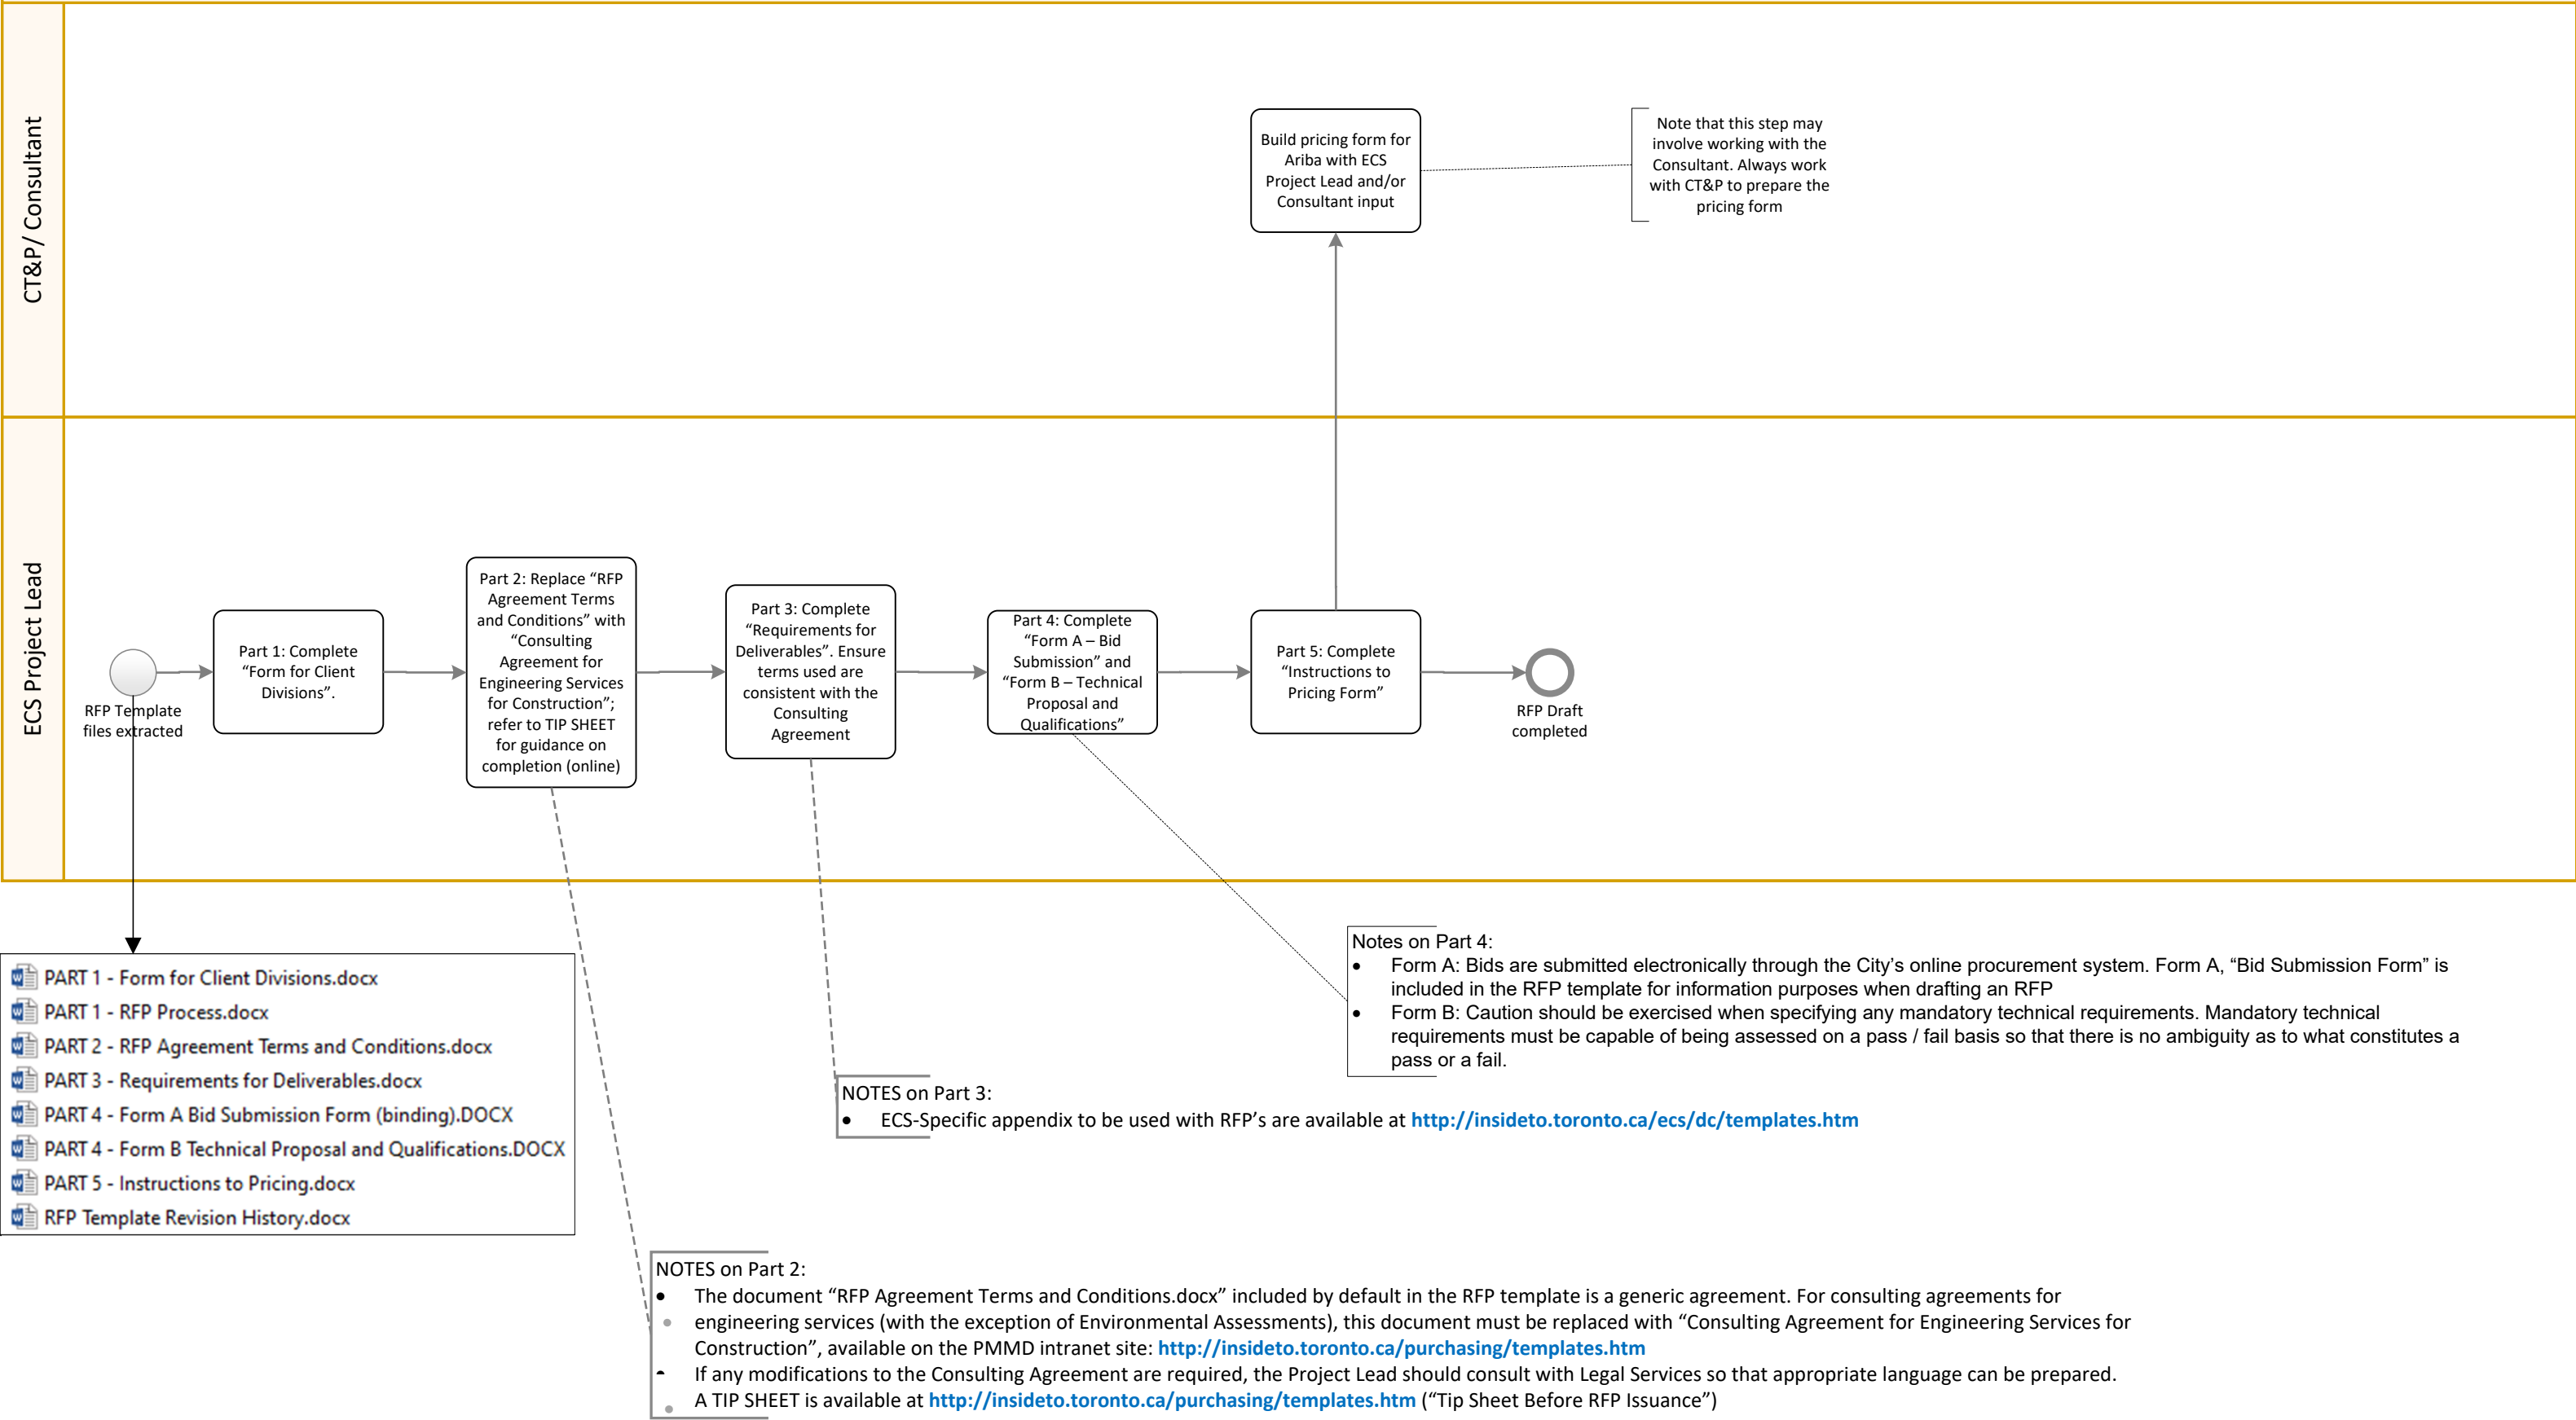 CT&P/ Consultant
Build pricing form for
Ariba with ECS
Project Lead and/or
Consultant input
Note that this step may
involve working with the
Consultant. Always work
with CT&P to prepare the
pricing form
ECS Project Lead
RFP Template
files extracted
Part 1: Complete
“Form for Client
Divisions”.
Part 2: Replace “RFP
Agreement Terms
and Conditions” with
“Consulting
Agreement for
Engineering Services
for Construction”;
refer to TIP SHEET
for guidance on
completion (online)
Part 3: Complete
“Requirements for
Deliverables”. Ensure
terms used are
consistent with the
Consulting
Agreement
Part 4: Complete
“Form A – Bid
Submission” and
“Form B – Technical
Proposal and
Qualifications”
Part 5: Complete
“Instructions to
Pricing Form”
RFP Draft
completed
PART 1 - Form for Client Divisions.docx
PART 1 - RFP Process.docx
PART 2 - RFP Agreement Terms and Conditions.docx
PART 3 - Requirements for Deliverables.docx
PART 4 - Form A Bid Submission Form (binding).DOCX
PART 4 - Form B Technical Proposal and Qualifications.DOCX
PART 5 - Instructions to Pricing.docx
RFP Template Revision History.docx
Notes on Part 4:
• Form A: Bids are submitted electronically through the City’s online procurement system. Form A, “Bid Submission Form” is
included in the RFP template for information purposes when drafting an RFP
• Form B: Caution should be exercised when specifying any mandatory technical requirements. Mandatory technical
requirements must be capable of being assessed on a pass / fail basis so that there is no ambiguity as to what constitutes a
pass or a fail.
NOTES on Part 3:
• ECS-Specific appendix to be used with RFP’s are available at http://insideto.toronto.ca/ecs/dc/templates.htm
NOTES on Part 2:
• The document “RFP Agreement Terms and Conditions.docx” included by default in the RFP template is a generic agreement. For consulting agreements for
• engineering services (with the exception of Environmental Assessments), this document must be replaced with “Consulting Agreement for Engineering Services for
Construction”, available on the PMMD intranet site: http://insideto.toronto.ca/purchasing/templates.htm
• If any modifications to the Consulting Agreement are required, the Project Lead should consult with Legal Services so that appropriate language can be prepared.
• A TIP SHEET is available at http://insideto.toronto.ca/purchasing/templates.htm (“Tip Sheet Before RFP Issuance”)